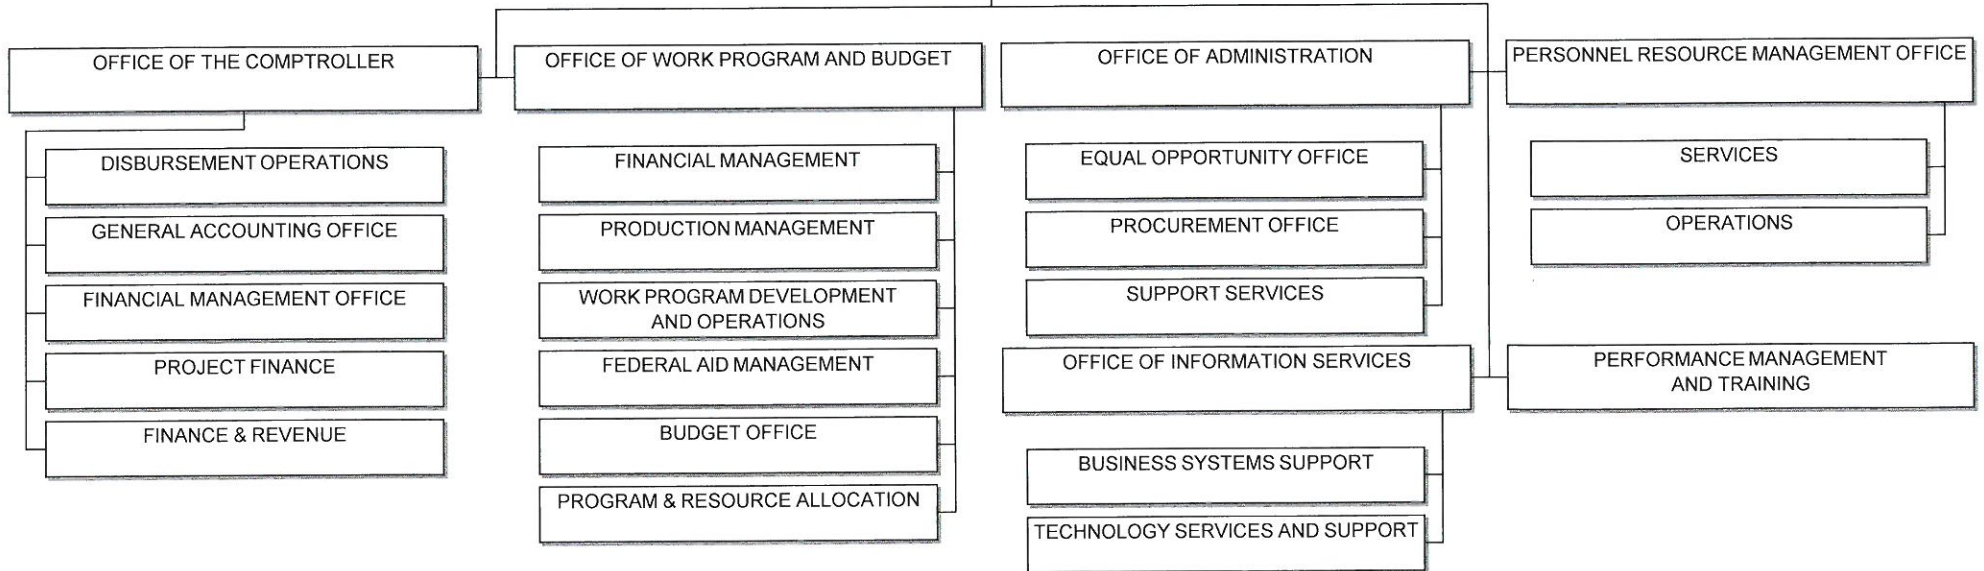 OFFICE OF THE COMPTROLLER
DISBURSEMENT OPERATIONS
GENERAL ACCOUNTING OFFICE
FINANCIAL MANAGEMENT OFFICE
PROJECT FINANCE
FINANCE & REVENUE
OFFICE OF WORK PROGRAM AND BUDGET
FINANCIAL MANAGEMENT
PRODUCTION MANAGEMENT
WORK PROGRAM DEVELOPMENT
AND OPERATIONS
FEDERAL AID MANAGEMENT
BUDGET OFFICE
PROGRAM & RESOURCE ALLOCATION
OFFICE OF ADMINISTRATION
EQUAL OPPORTUNITY OFFICE
PROCUREMENT OFFICE
SUPPORT SERVICES
OFFICE OF INFORMATION SERVICES
BUSINESS SYSTEMS SUPPORT
TECHNOLOGY SERVICES AND SUPPORT
PERSONNEL RESOURCE MANAGEMENT OFFICE
SERVICES
OPERATIONS
PERFORMANCE MANAGEMENT
AND TRAINING